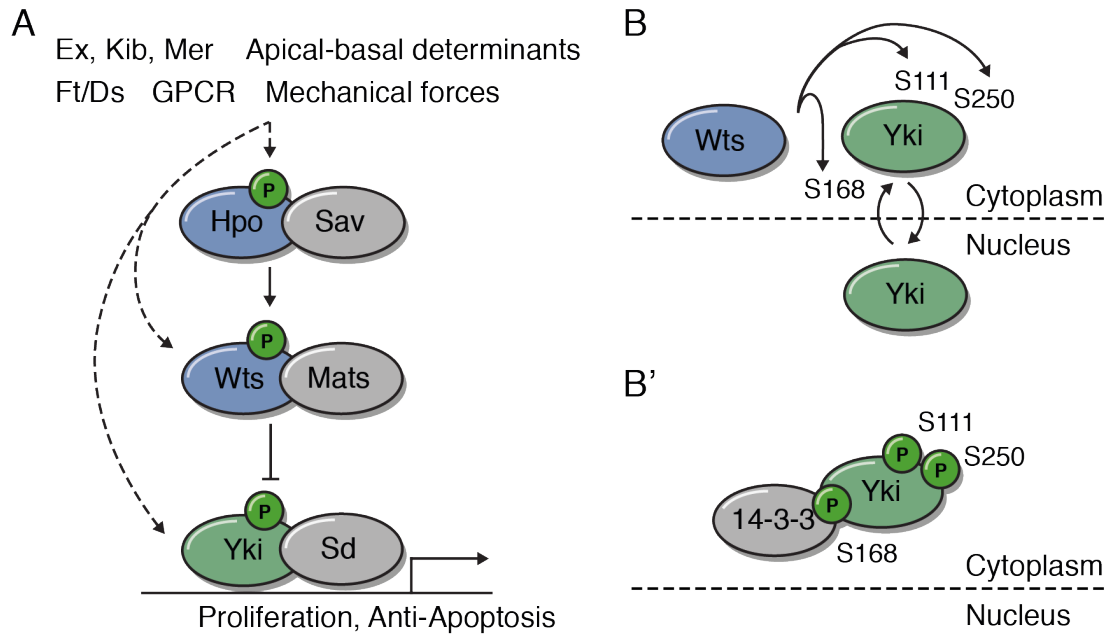 A
Ex, Kib, Mer Apical-basal determinants
Ft/Ds GPCR Mechanical forces
P
Hpo Sav
P
Wts Mats
P
Yki Sd
Proliferation, Anti-Apoptosis
B
S111
S250
Wts Yki
S168
Cytoplasm
Nucleus
Yki
B’
S111
P
P S250
Yki
P
14-3-3
S168
Cytoplasm
Nucleus